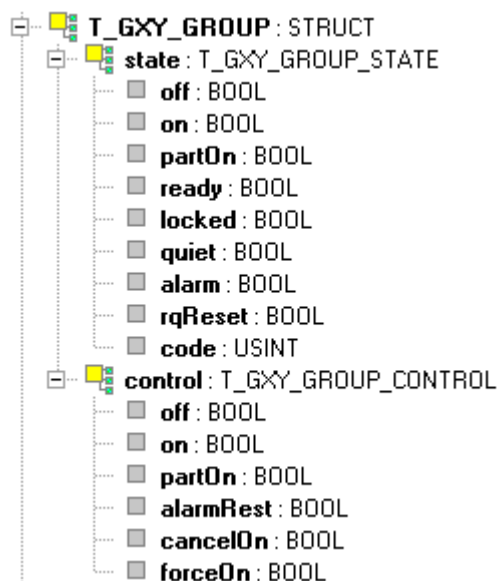 T_GXY_GROUP : STRUCT
state : T_GXY_GROUP_STATE
off : BOOL
on : BOOL
partOn : BOOL
ready : BOOL
locked : BOOL
quiet : BOOL
alarm : BOOL
rqReset : BOOL
code : USINT
control : T_GXY_GROUP_CONTROL
off : BOOL
on : BOOL
partOn : BOOL
alarmRest : BOOL
cancelOn : BOOL
forceOn : BOOL